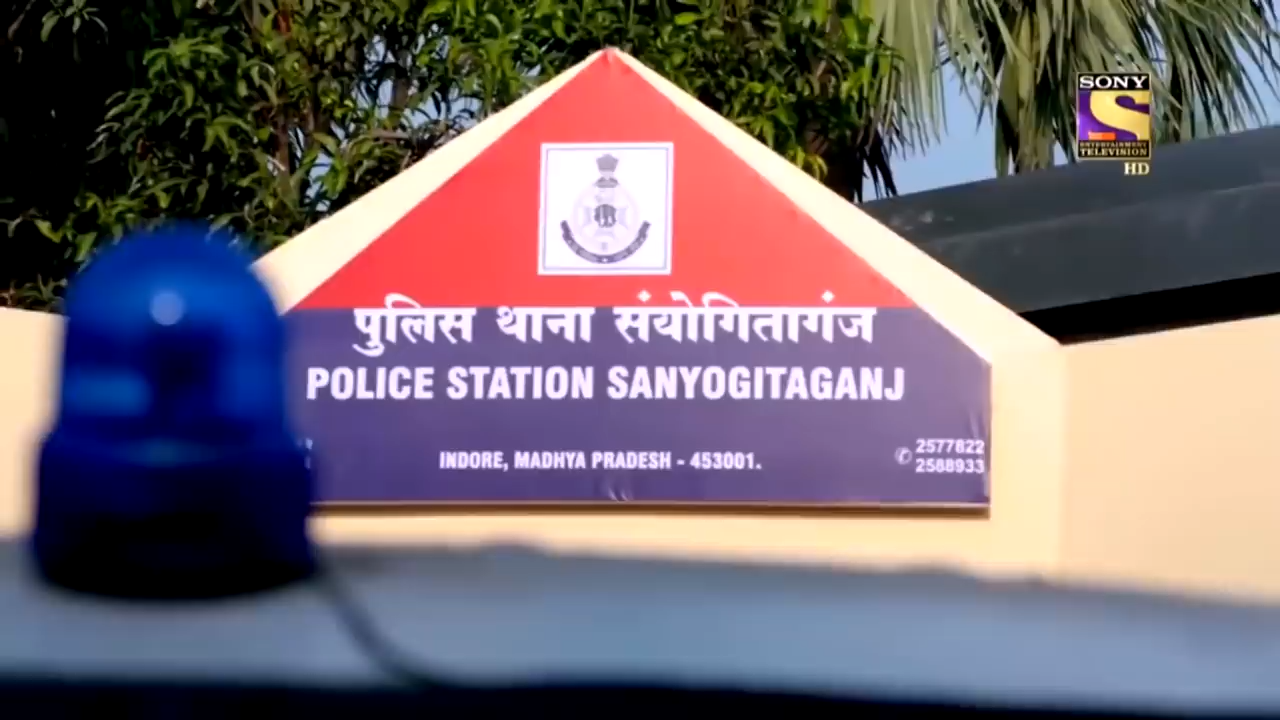 SONY
ENTERTAINMENT
TELEVISION
HD
पुलिस थाना संयोगितागंज
POLICE STATION SANYOGITAGANJ
INDORE, MADHYA PRADESH - 453001.
2577822
2588933